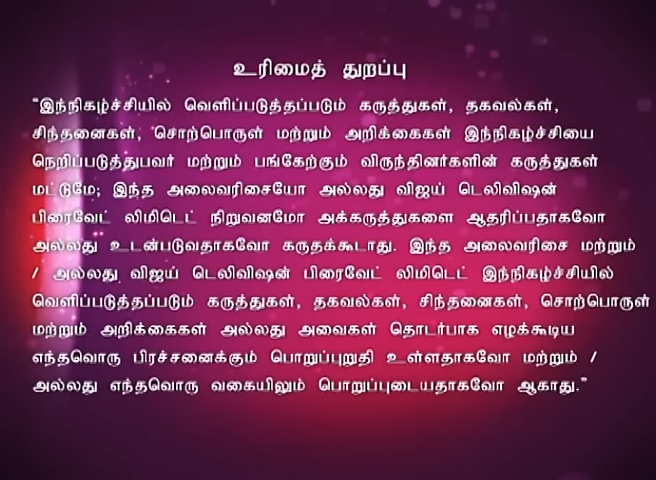 உரிமைத் துறப்பு
"இந்நிகழ்ச்சியில் வெளிப்படுத்தப்படும் கருத்துகள், தகவல்கள்,
சிந்தனைகள், சொற்பொருள் மற்றும் அறிக்கைகள் இந்நிகழ்ச்சியை
நெறிப்படுத்துபவர் மற்றும் பங்கேற்கும் விருந்தினர்களின் கருத்துகள்
மட்டுமே; இந்த அலைவரிசையோ அல்லது விஜய் டெலிவிஷன்
பிரைவேட் லிமிடெட் நிறுவனமோ அக்கருத்துகளை ஆதரிப்பதாகவோ
அல்லது உடன்படுவதாகவோ கருதக்கூடாது. இந்த அலைவரிசை மற்றும்
/ அல்லது விஜய் டெலிவிஷன் பிரைவேட் லிமிடெட் இந்நிகழ்ச்சியில்
வெளிப்படுத்தப்படும் கருத்துகள், தகவல்கள், சிந்தனைகள், சொற்பொருள்
மற்றும் அறிக்கைகள் அல்லது அவைகள் தொடர்பாக எழக்கூடிய
எந்தவொரு பிரச்சனைக்கும் பொறுப்புறுதி உள்ளதாகவோ மற்றும் /
அல்லது எந்தவொரு வகையிலும் பொறுப்புடையதாகவோ ஆகாது."